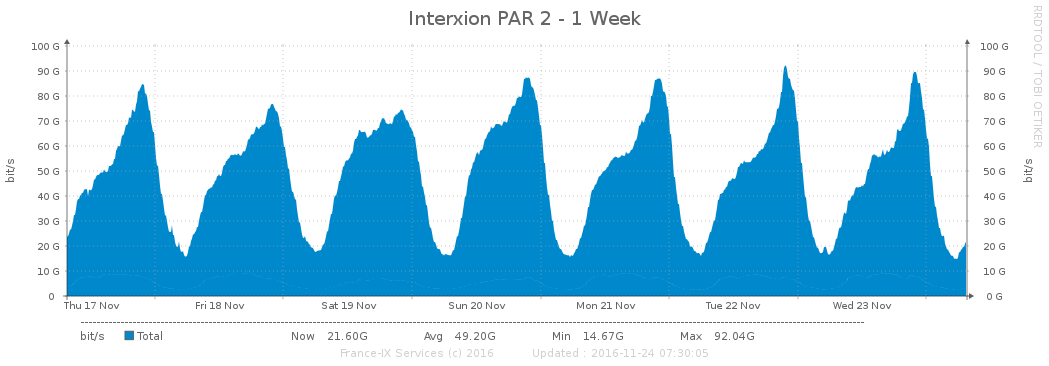 Interxion PAR 2 - 1 Week
RRDTOOL / TOBI OETIKER
bit/s
100 G 100 G
90 G 90 G
80 G 80 G
70 G 70 G
60 G 60 G
50 G 50 G
40 G 40 G
30 G 30 G
20 G 20 G
10 G 10 G
0 0 G
bit/s
Thu 17 Nov Fri 18 Nov Sat 19 Nov Sun 20 Nov Mon 21 Nov Tue 22 Nov Wed 23 Nov
bit/s Total Now 21.60G Avg 49.20G Min 14.67G Max 92.04G
France-IX Services (c) 2016 Updated : 2016-11-24 07:30:05